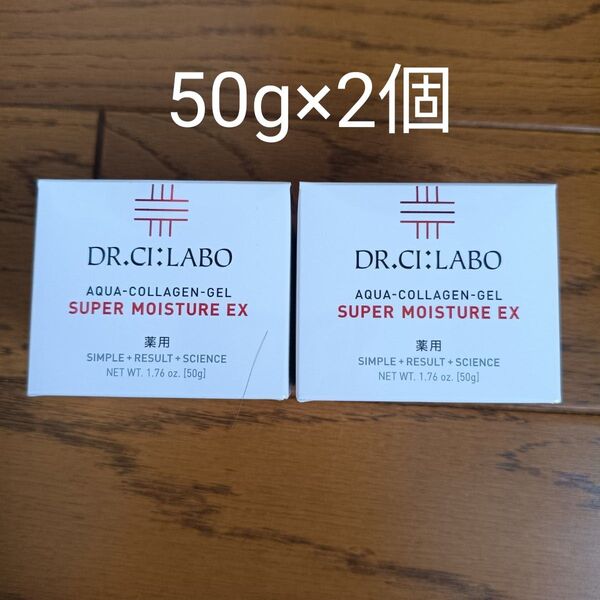 50g×2個
DR.CI:LABO
AQUA-COLLAGEN-GEL
SUPER MOISTURE EX
薬用
SIMPLE+RESULT+SCIENCE
NET WT. 1.76 oz. [50g]
DR.CI:LABO
AQUA-COLLAGEN-GEL
SUPER MOISTURE EX
薬用
SIMPLE+RESULT+SCIENCE
NET WT. 1.76 oz. [50g]